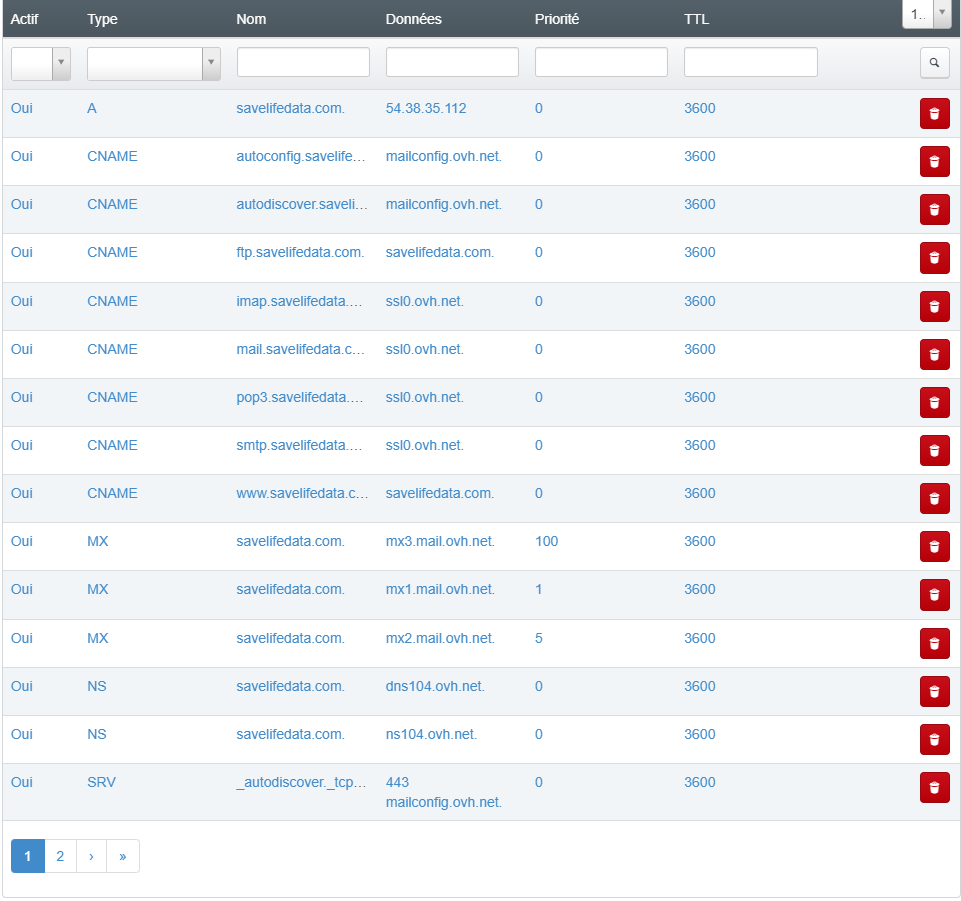 Actif Type Nom Données Priorité TTL 1..
Oui A savelifedata.com. 54.38.35.112 0 3600
Oui CNAME autoconfig.savelife... mailconfig.ovh.net. 0 3600
Oui CNAME autodiscover.saveli... mailconfig.ovh.net. 0 3600
Oui CNAME ftp.savelifedata.com. savelifedata.com. 0 3600
Oui CNAME imap.savelifedata.... ssl0.ovh.net. 0 3600
Oui CNAME mail.savelifedata.c... ssl0.ovh.net. 0 3600
Oui CNAME pop3.savelifedata.... ssl0.ovh.net. 0 3600
Oui CNAME smtp.savelifedata.... ssl0.ovh.net. 0 3600
Oui CNAME www.savelifedata.c... savelifedata.com. 0 3600
Oui MX savelifedata.com. mx3.mail.ovh.net. 100 3600
Oui MX savelifedata.com. mx1.mail.ovh.net. 1 3600
Oui MX savelifedata.com. mx2.mail.ovh.net. 5 3600
Oui NS savelifedata.com. dns104.ovh.net. 0 3600
Oui NS savelifedata.com. ns104.ovh.net. 0 3600
Oui SRV _autodiscover._tcp... 443 0 3600
mailconfig.ovh.net.
1 2 › »